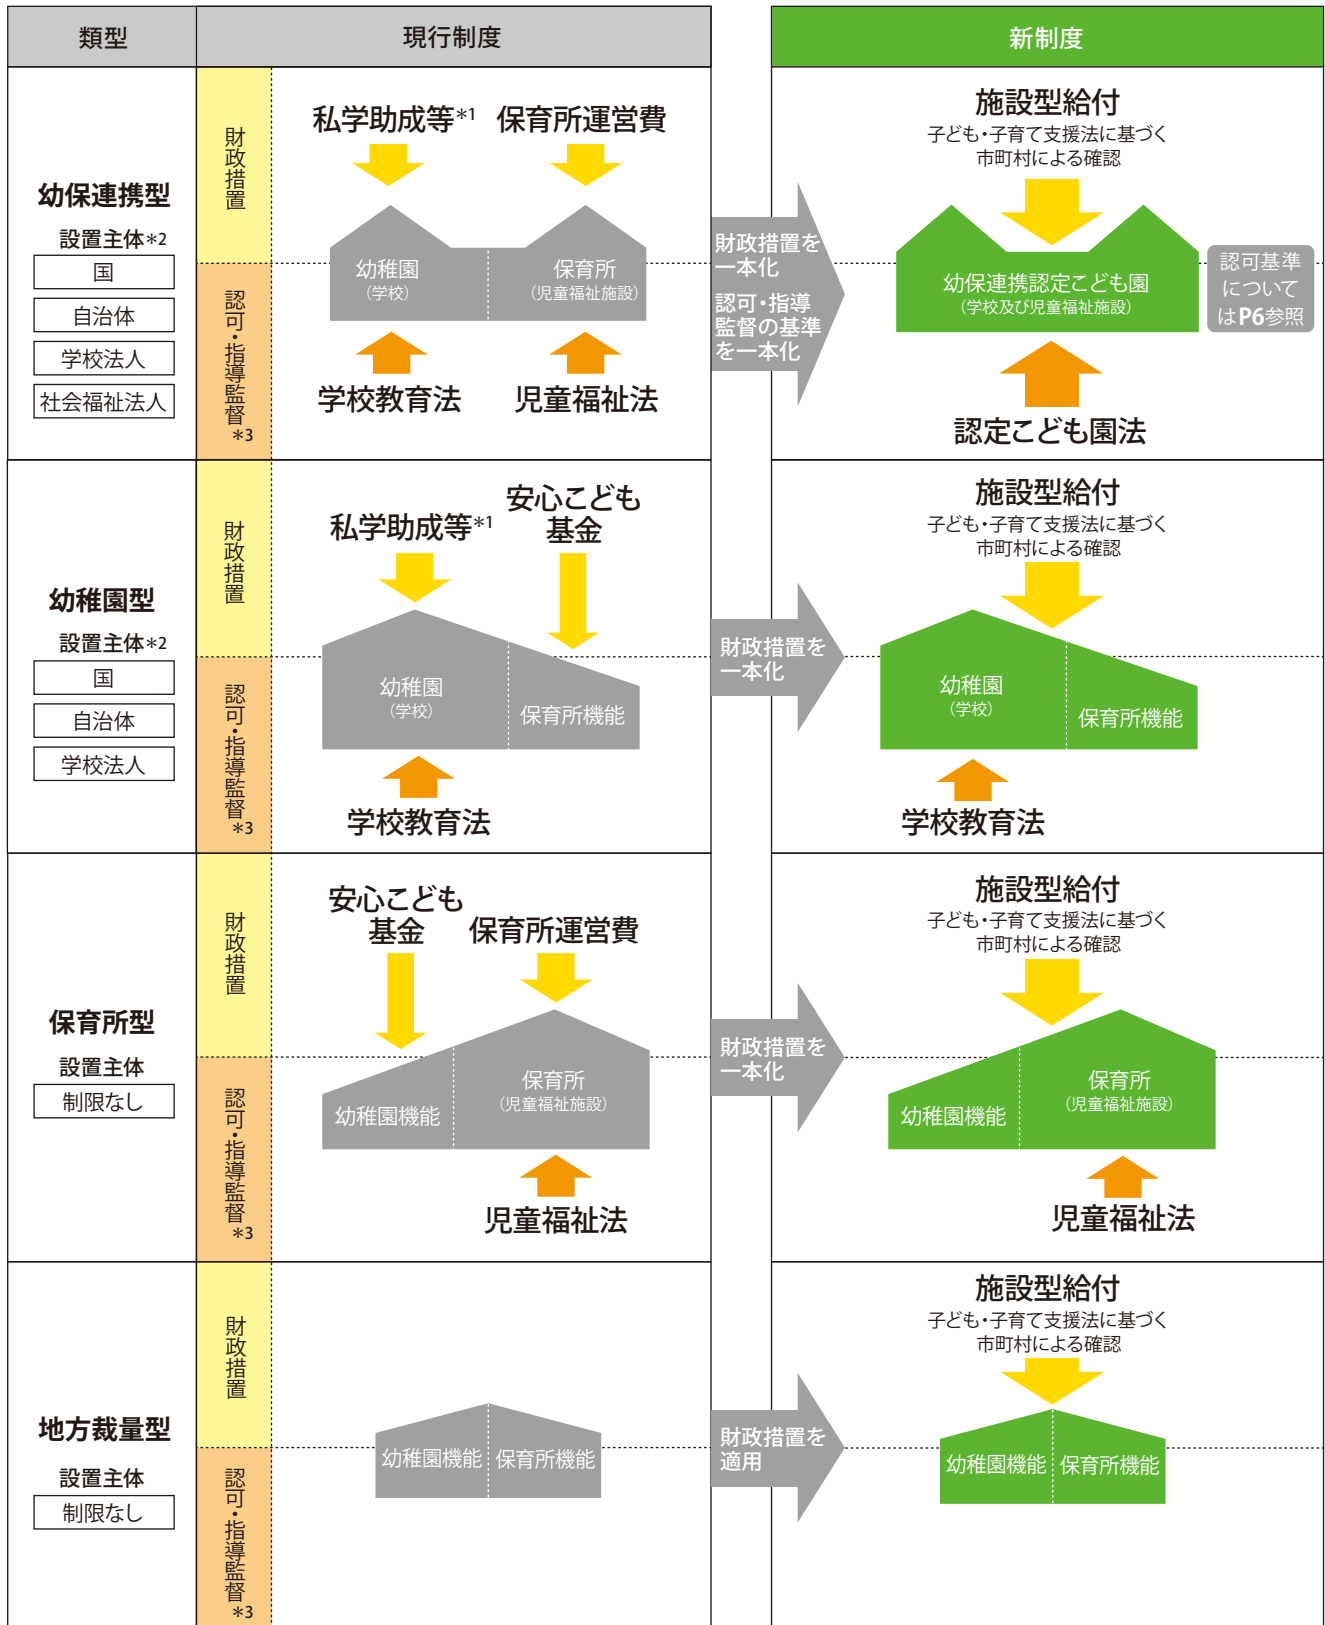 類型
現行制度
新制度
幼保連携型
設置主体*2
国
自治体
学校法人
社会福祉法人
財政措置
認可・指導監督
*3
私学助成等*1
保育所運営費
幼稚園
(学校)
保育所
(児童福祉施設)
学校教育法
児童福祉法
財政措置を
一本化
認可・指導
監督の基準
を一本化
施設型給付
子ども・子育て支援法に基づく
市町村による確認
幼保連携認定こども園
(学校及び児童福祉施設)
認可基準
について
はP6参照
認定こども園法
幼稚園型
設置主体*2
国
自治体
学校法人
財政措置
認可・指導監督
*3
私学助成等*1
安心こども
基金
幼稚園
(学校)
保育所機能
学校教育法
財政措置を
一本化
施設型給付
子ども・子育て支援法に基づく
市町村による確認
幼稚園
(学校)
保育所機能
学校教育法
保育所型
設置主体
制限なし
財政措置
認可・指導監督
*3
安心こども
基金
保育所運営費
幼稚園機能
保育所
(児童福祉施設)
児童福祉法
財政措置を
一本化
施設型給付
子ども・子育て支援法に基づく
市町村による確認
幼稚園機能
保育所
(児童福祉施設)
児童福祉法
地方裁量型
設置主体
制限なし
財政措置
認可・指導監督
*3
幼稚園機能
保育所機能
財政措置を
適用
施設型給付
子ども・子育て支援法に基づく
市町村による確認
幼稚園機能
保育所機能